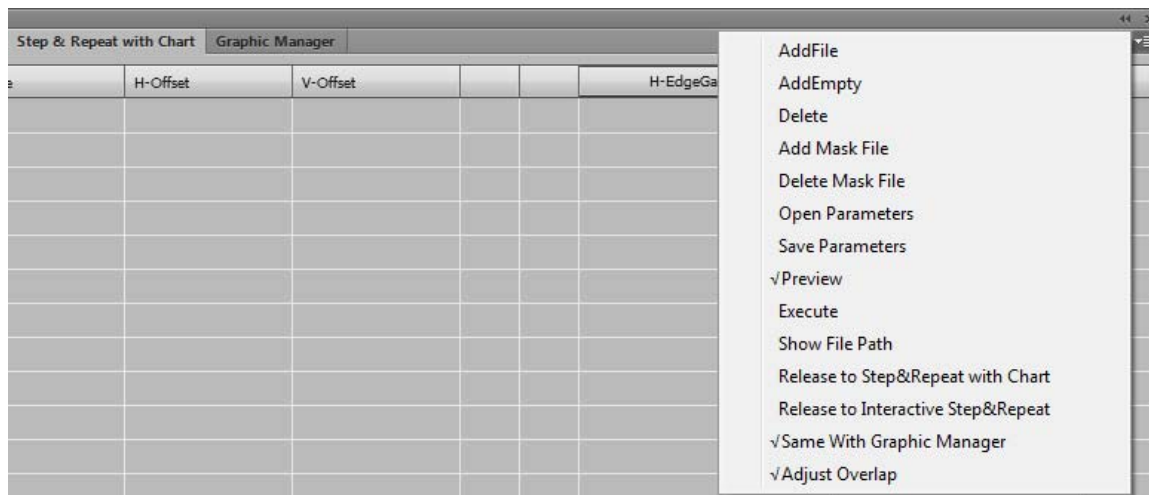 Step & Repeat with Chart Graphic Manager
H-Offset V-Offset H-EdgeGa
AddFile
AddEmpty
Delete
Add Mask File
Delete Mask File
Open Parameters
Save Parameters
√Preview
Execute
Show File Path
Release to Step&Repeat with Chart
Release to Interactive Step&Repeat
√Same With Graphic Manager
√Adjust Overlap